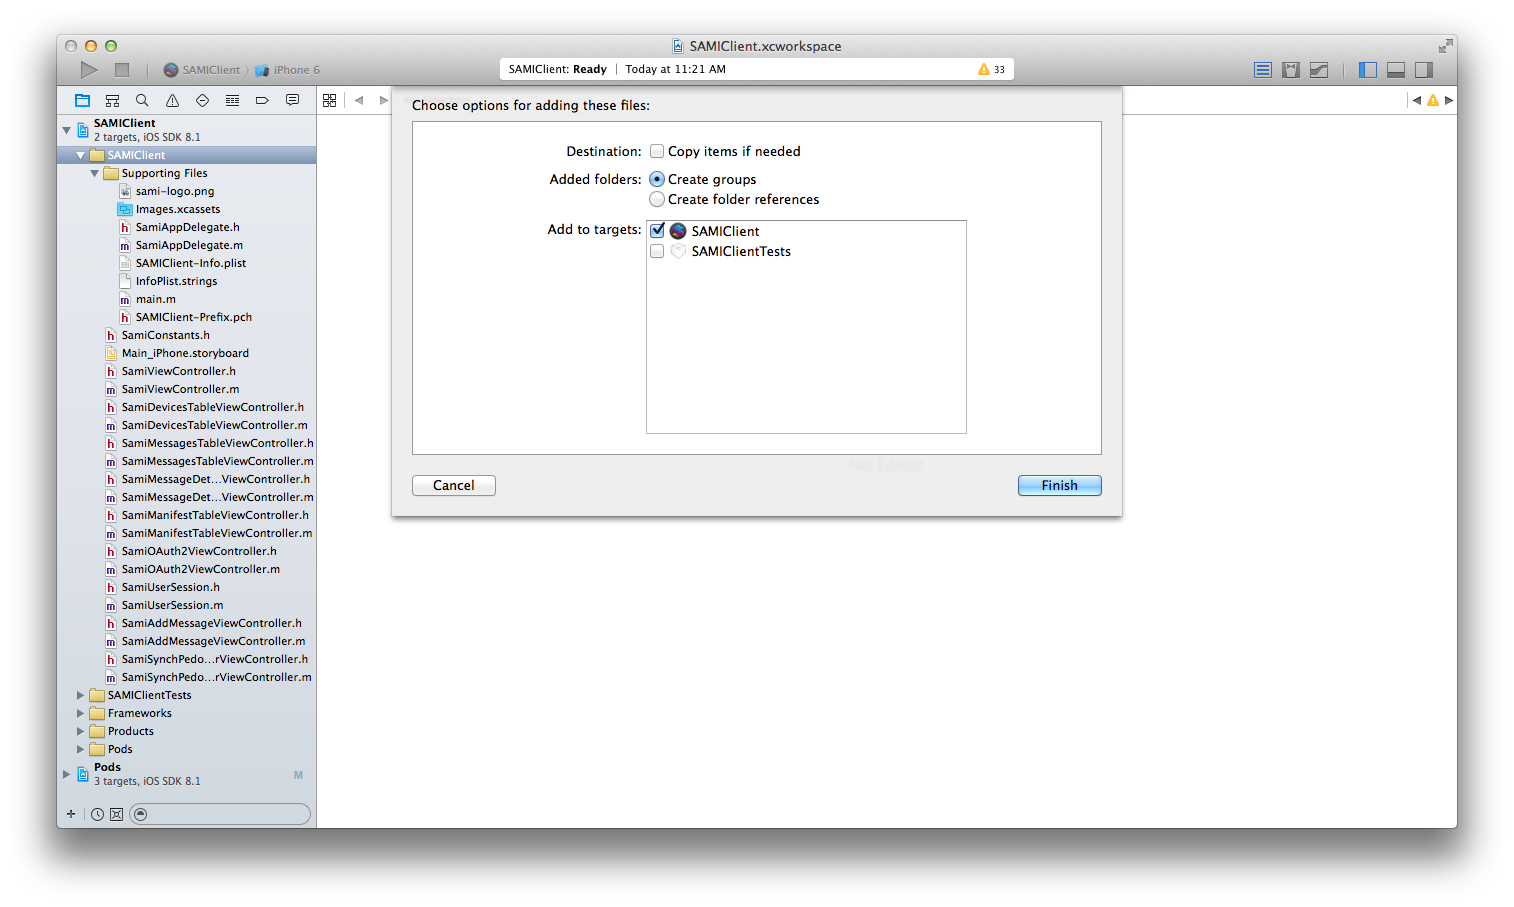 SAMIClient.xcworkspace
SAMIClient
iPhone 6
SAMIClient: Ready
Today at 11:21 AM
33
SAMIClient
2 targets, iOS SDK 8.1
SAMIClient
Supporting Files
sami-logo.png
Images.xcassets
SamiAppDelegate.h
SamiAppDelegate.m
SAMIClient-Info.plist
InfoPlist.strings
main.m
SAMIClient-Prefix.pch
SamiConstants.h
Main_iPhone.storyboard
SamiViewController.h
SamiViewController.m
SamiDevicesTableViewController.h
SamiDevicesTableViewController.m
SamiMessagesTableViewController.h
SamiMessagesTableViewController.m
SamiMessageDet...ViewController.h
SamiMessageDet...ViewController.m
SamiManifestTableViewController.h
SamiManifestTableViewController.m
SamiOAuth2ViewController.h
SamiOAuth2ViewController.m
SamiUserSession.h
SamiUserSession.m
SamiAddMessageViewController.h
SamiAddMessageViewController.m
SamiSynchPedo...rViewController.h
SamiSynchPedo...rViewController.m
SAMIClientTests
Frameworks
Products
Pods
Pods
3 targets, iOS SDK 8.1
M
Choose options for adding these files:
Destination: Copy items if needed
Added folders: Create groups
Create folder references
Add to targets: SAMIClient
SAMIClientTests
No Editor
Cancel
Finish